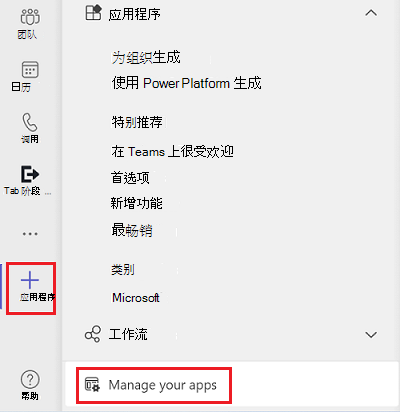 团队
日历
调用
Tab 阶段 ...
应用程序
帮助
应用程序
为组织生成
使用 Power Platform 生成
特别推荐
在 Teams 上很受欢迎
首选项
新增功能
最畅销
类别
Microsoft
工作流
Manage your apps